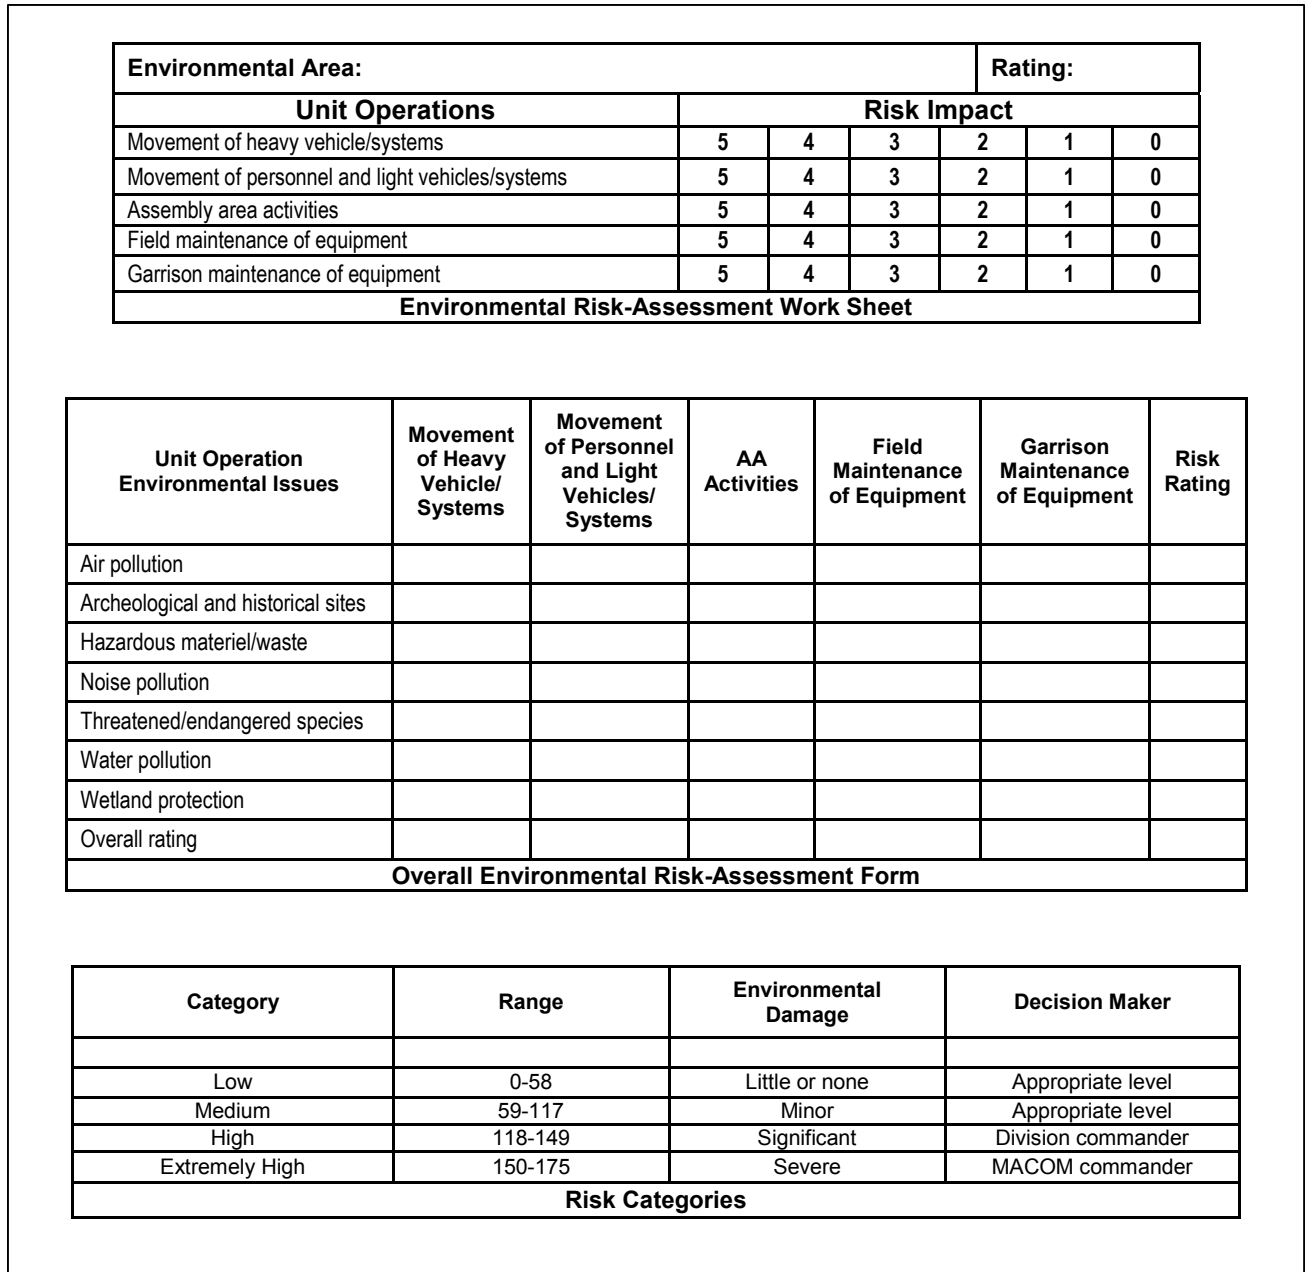 Environmental Area: Rating:
Unit Operations Risk Impact
Movement of heavy vehicle/systems 5 4 3 2 1 0
Movement of personnel and light vehicles/systems 5 4 3 2 1 0
Assembly area activities 5 4 3 2 1 0
Field maintenance of equipment 5 4 3 2 1 0
Garrison maintenance of equipment 5 4 3 2 1 0
Environmental Risk-Assessment Work Sheet
Unit Operation
Environmental Issues
Movement
of Heavy
Vehicle/
Systems
Movement
of Personnel
and Light
Vehicles/
Systems
AA
Activities
Field
Maintenance
of Equipment
Garrison
Maintenance
of Equipment
Risk
Rating
Air pollution
Archeological and historical sites
Hazardous materiel/waste
Noise pollution
Threatened/endangered species
Water pollution
Wetland protection
Overall rating
Overall Environmental Risk-Assessment Form
Category Range Environmental
Damage Decision Maker
Low 0-58 Little or none Appropriate level
Medium 59-117 Minor Appropriate level
High 118-149 Significant Division commander
Extremely High 150-175 Severe MACOM commander
Risk Categories